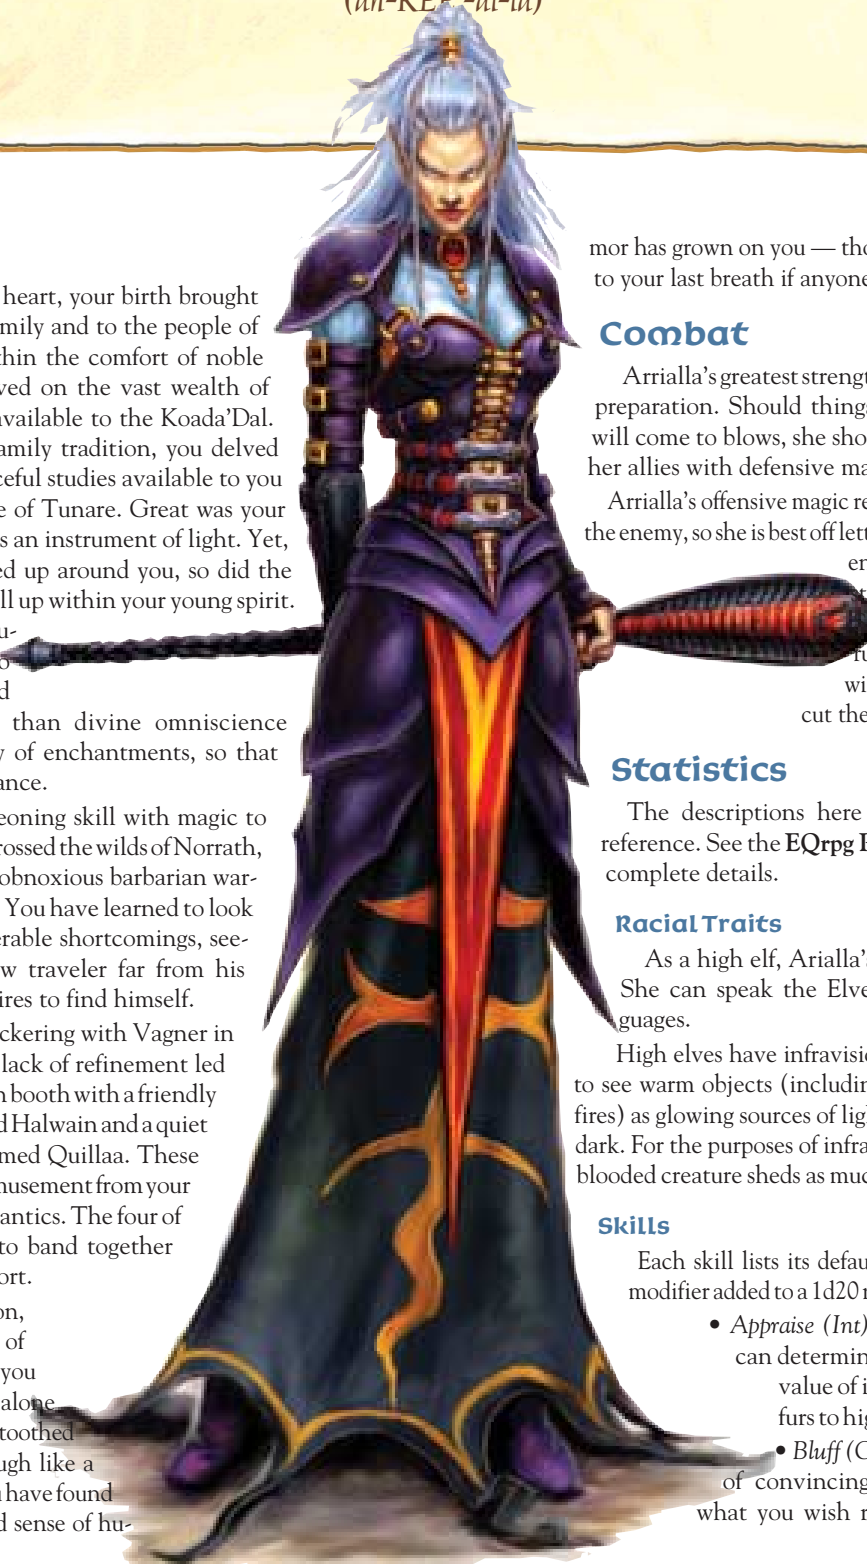 heart, your birth brought
mily and to the people of
thin the comfort of noble
ved on the vast wealth of
available to the Koada'Dal.
amily tradition, you delved
ceful studies available to you
e of Tunare. Great was your
s an instrument of light. Yet,
ed up around you, so did the
ll up within your young spirit.
u-
o
d
than divine omniscience
y of enchantments, so that
ance.
eoning skill with magic to
rossed the wilds of Norrath,
obnoxious barbarian war-
You have learned to look
erable shortcomings, see-
w traveler far from his
ires to find himself.
ckering with Vagner in
lack of refinement led
n booth with a friendly
d Halwain and a quiet
med Quillaa. These
musement from your
antics. The four of
to band together
ort.
on,
of
you
alone
toothed
ugh like a
u have found
d sense of hu-
mor has grown on you — tho
to your last breath if anyone
Combat
Arrialla's greatest strengt
preparation. Should things
will come to blows, she sho
her allies with defensive ma
Arrialla's offensive magic re
the enemy, so she is best off lett
en
t
fu
wi
cut the
Statistics
The descriptions here
reference. See the EQrpg P
complete details.
Racial Traits
As a high elf, Arialla's
She can speak the Elve
guages.
High elves have infravisio
to see warm objects (includin
fires) as glowing sources of lig
dark. For the purposes of infra
blooded creature sheds as muc
Skills
Each skill lists its defau
modifier added to a 1d20 r
• Appraise (Int)
can determin
value of i
furs to hig
• Bluff (C
of convincing
what you wish r